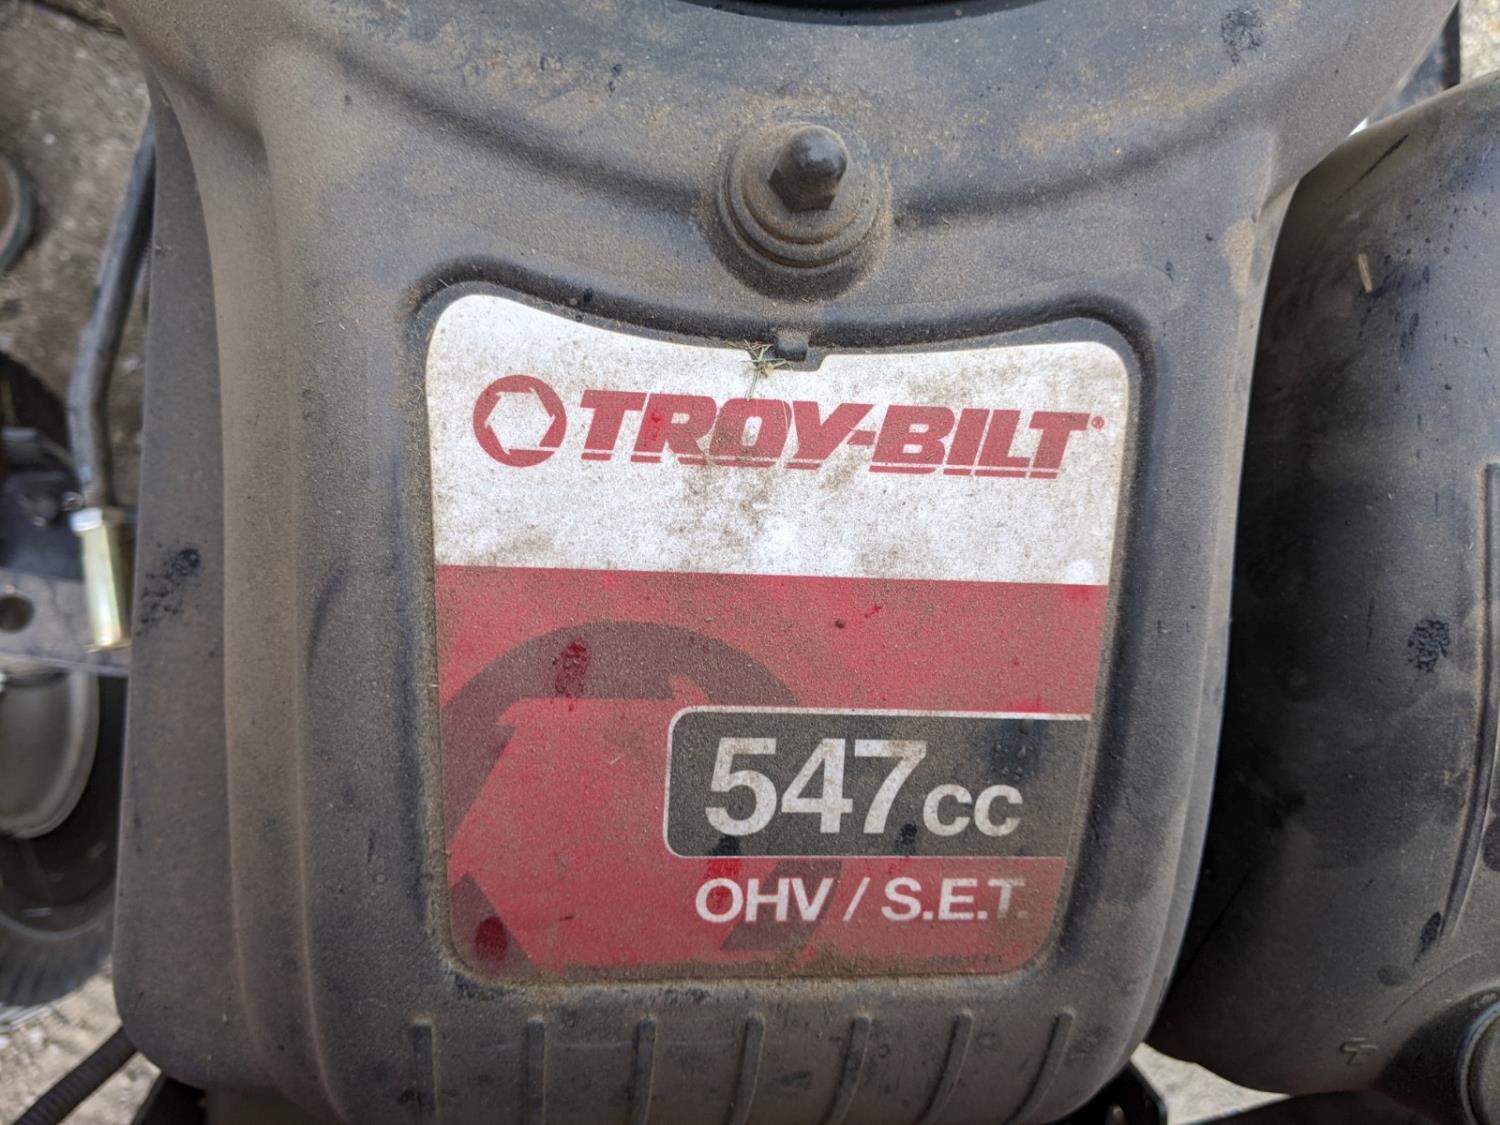 TROY-BILT®
547cc
OHV / S.E.T.